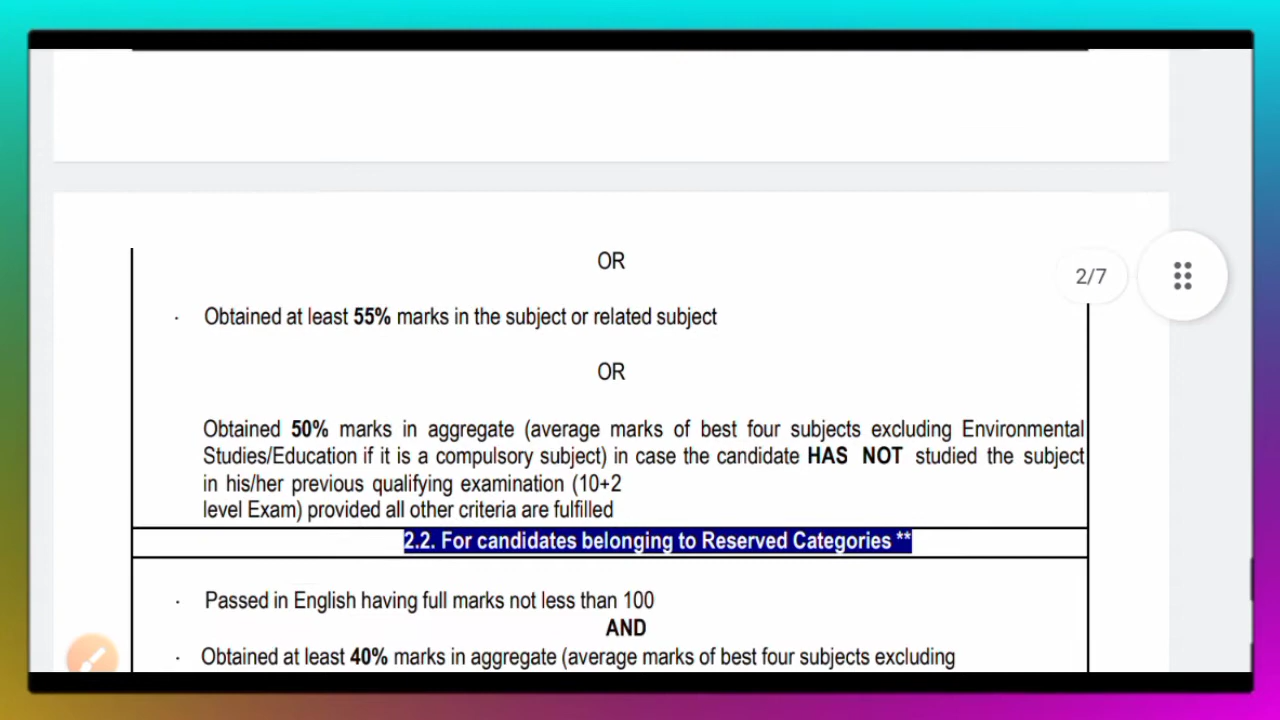 OR
2/7
· Obtained at least 55% marks in the subject or related subject
OR
Obtained 50% marks in aggregate (average marks of best four subjects excluding Environmental
Studies/Education if it is a compulsory subject) in case the candidate HAS NOT studied the subject
in his/her previous qualifying examination (10+2
level Exam) provided all other criteria are fulfilled
2.2. For candidates belonging to Reserved Categories **
· Passed in English having full marks not less than 100
AND
· Obtained at least 40% marks in aggregate (average marks of best four subjects excluding